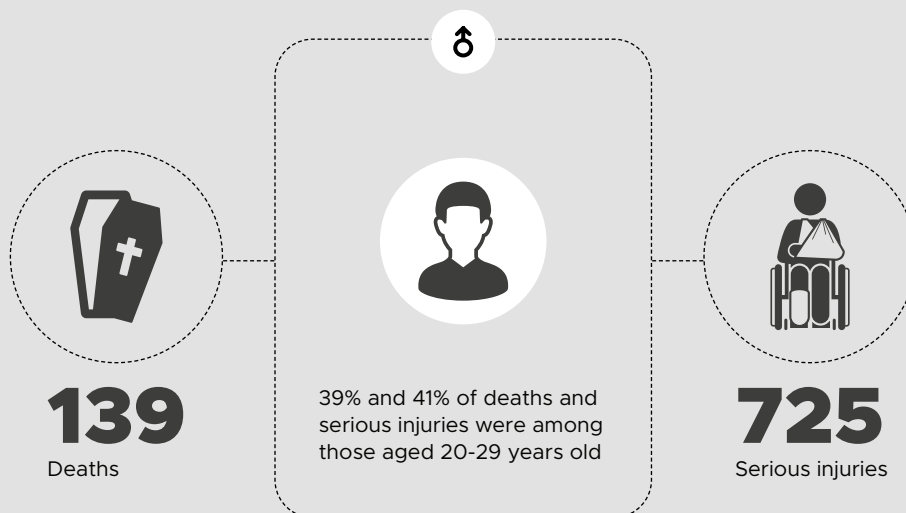 139
Deaths
39% and 41% of deaths and
serious injuries were among
those aged 20-29 years old
725
Serious injuries